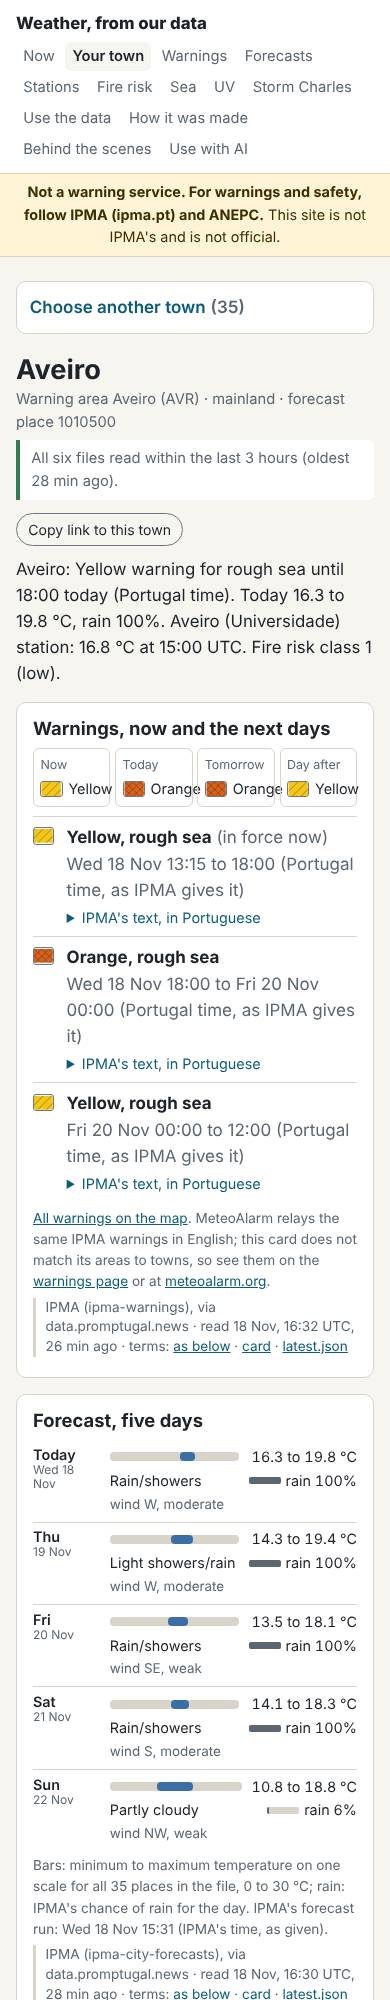 Weather, from our data
Now Your town Warnings Forecasts
Stations Fire risk Sea UV Storm Charles
Use the data How it was made
Behind the scenes Use with AI
Not a warning service. For warnings and safety,
follow IPMA (ipma.pt) and ANEPC. This site is not
IPMA's and is not official.
Choose another town (35)
Aveiro
Warning area Aveiro (AVR) · mainland · forecast
place 1010500
All six files read within the last 3 hours (oldest
28 min ago).
Copy link to this town
Aveiro: Yellow warning for rough sea until
18:00 today (Portugal time). Today 16.3 to
19.8 °C, rain 100%. Aveiro (Universidade)
station: 16.8 °C at 15:00 UTC. Fire risk class 1
(low).
Warnings, now and the next days
Now Today Tomorrow Day after
Yellow Orange Orange Yellow
Yellow, rough sea (in force now)
Wed 18 Nov 13:15 to 18:00 (Portugal
time, as IPMA gives it)
▶ IPMA's text, in Portuguese
Orange, rough sea
Wed 18 Nov 18:00 to Fri 20 Nov
00:00 (Portugal time, as IPMA gives
it)
▶ IPMA's text, in Portuguese
Yellow, rough sea
Fri 20 Nov 00:00 to 12:00 (Portugal
time, as IPMA gives it)
▶ IPMA's text, in Portuguese
All warnings on the map. MeteoAlarm relays the
same IPMA warnings in English; this card does not
match its areas to towns, so see them on the
warnings page or at meteoalarm.org.
IPMA (ipma-warnings), via
data.promptugal.news · read 18 Nov, 16:32 UTC,
26 min ago · terms: as below · card · latest.json
Forecast, five days
Today 16.3 to 19.8 °C
Wed 18
Nov
Rain/showers rain 100%
wind W, moderate
Thu 14.3 to 19.4 °C
19 Nov
Light showers/rain rain 100%
wind W, moderate
Fri 13.5 to 18.1 °C
20 Nov
Rain/showers rain 100%
wind SE, weak
Sat 14.1 to 18.3 °C
21 Nov
Rain/showers rain 100%
wind S, moderate
Sun 10.8 to 18.8 °C
22 Nov
Partly cloudy rain 6%
wind NW, weak
Bars: minimum to maximum temperature on one
scale for all 35 places in the file, 0 to 30 °C; rain:
IPMA's chance of rain for the day. IPMA's forecast
run: Wed 18 Nov 15:31 (IPMA's time, as given).
IPMA (ipma-city-forecasts), via
data.promptugal.news · read 18 Nov, 16:30 UTC,
28 min ago · terms: as below · card · latest.json